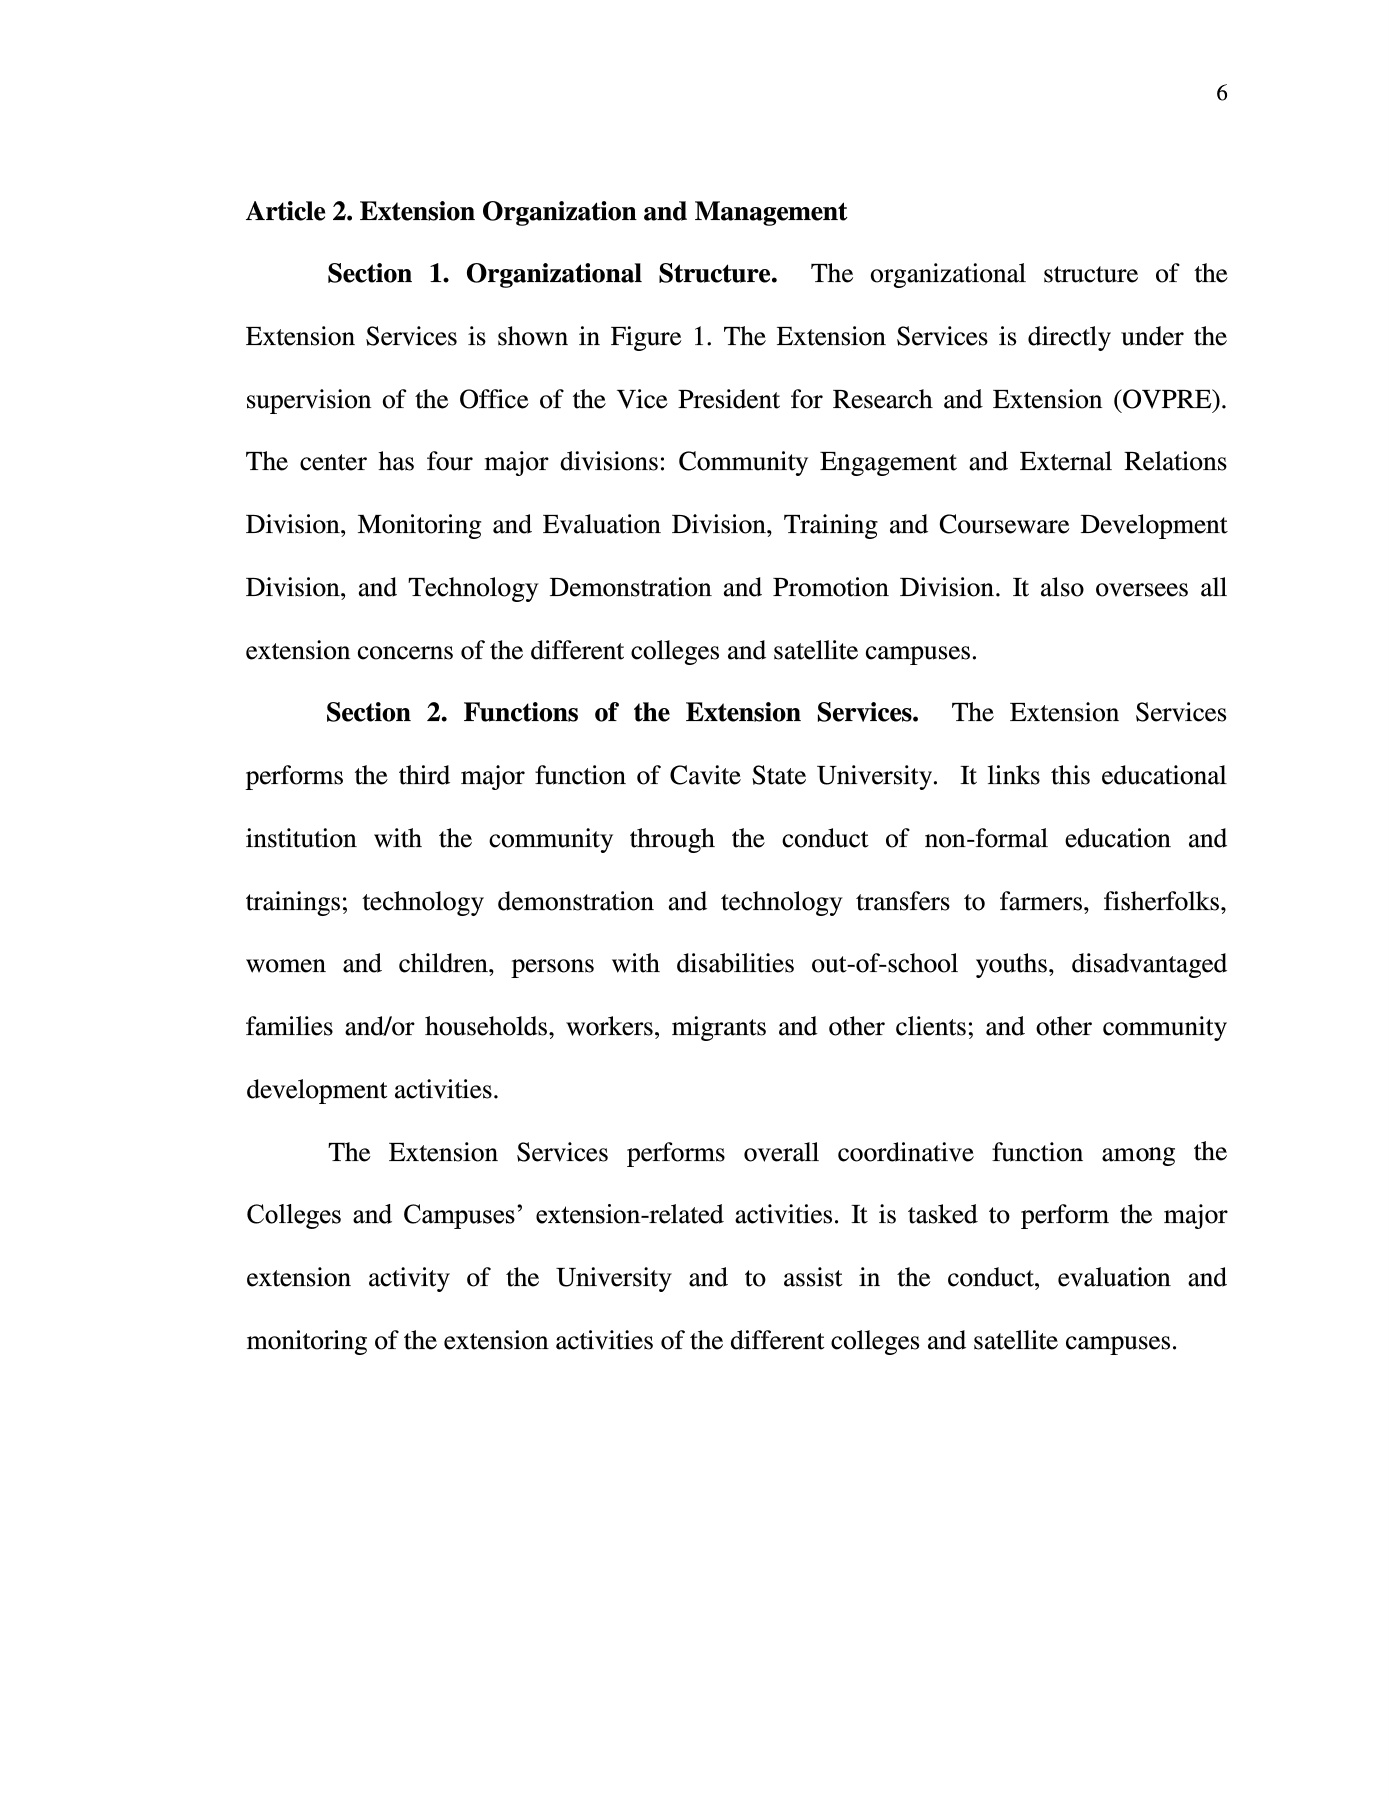 6
Article 2. Extension Organization and Management
Section 1. Organizational Structure. The organizational structure of the
Extension Services is shown in Figure 1. The Extension Services is directly under the
supervision of the Office of the Vice President for Research and Extension (OVPRE).
The center has four major divisions: Community Engagement and External Relations
Division, Monitoring and Evaluation Division, Training and Courseware Development
Division, and Technology Demonstration and Promotion Division. It also oversees all
extension concerns of the different colleges and satellite campuses.
Section 2. Functions of the Extension Services. The Extension Services
performs the third major function of Cavite State University. It links this educational
institution with the community through the conduct of non-formal education and
trainings; technology demonstration and technology transfers to farmers, fisherfolks,
women and children, persons with disabilities out-of-school youths, disadvantaged
families and/or households, workers, migrants and other clients; and other community
development activities.
The Extension Services performs overall coordinative function among the
Colleges and Campuses’ extension-related activities. It is tasked to perform the major
extension activity of the University and to assist in the conduct, evaluation and
monitoring of the extension activities of the different colleges and satellite campuses.